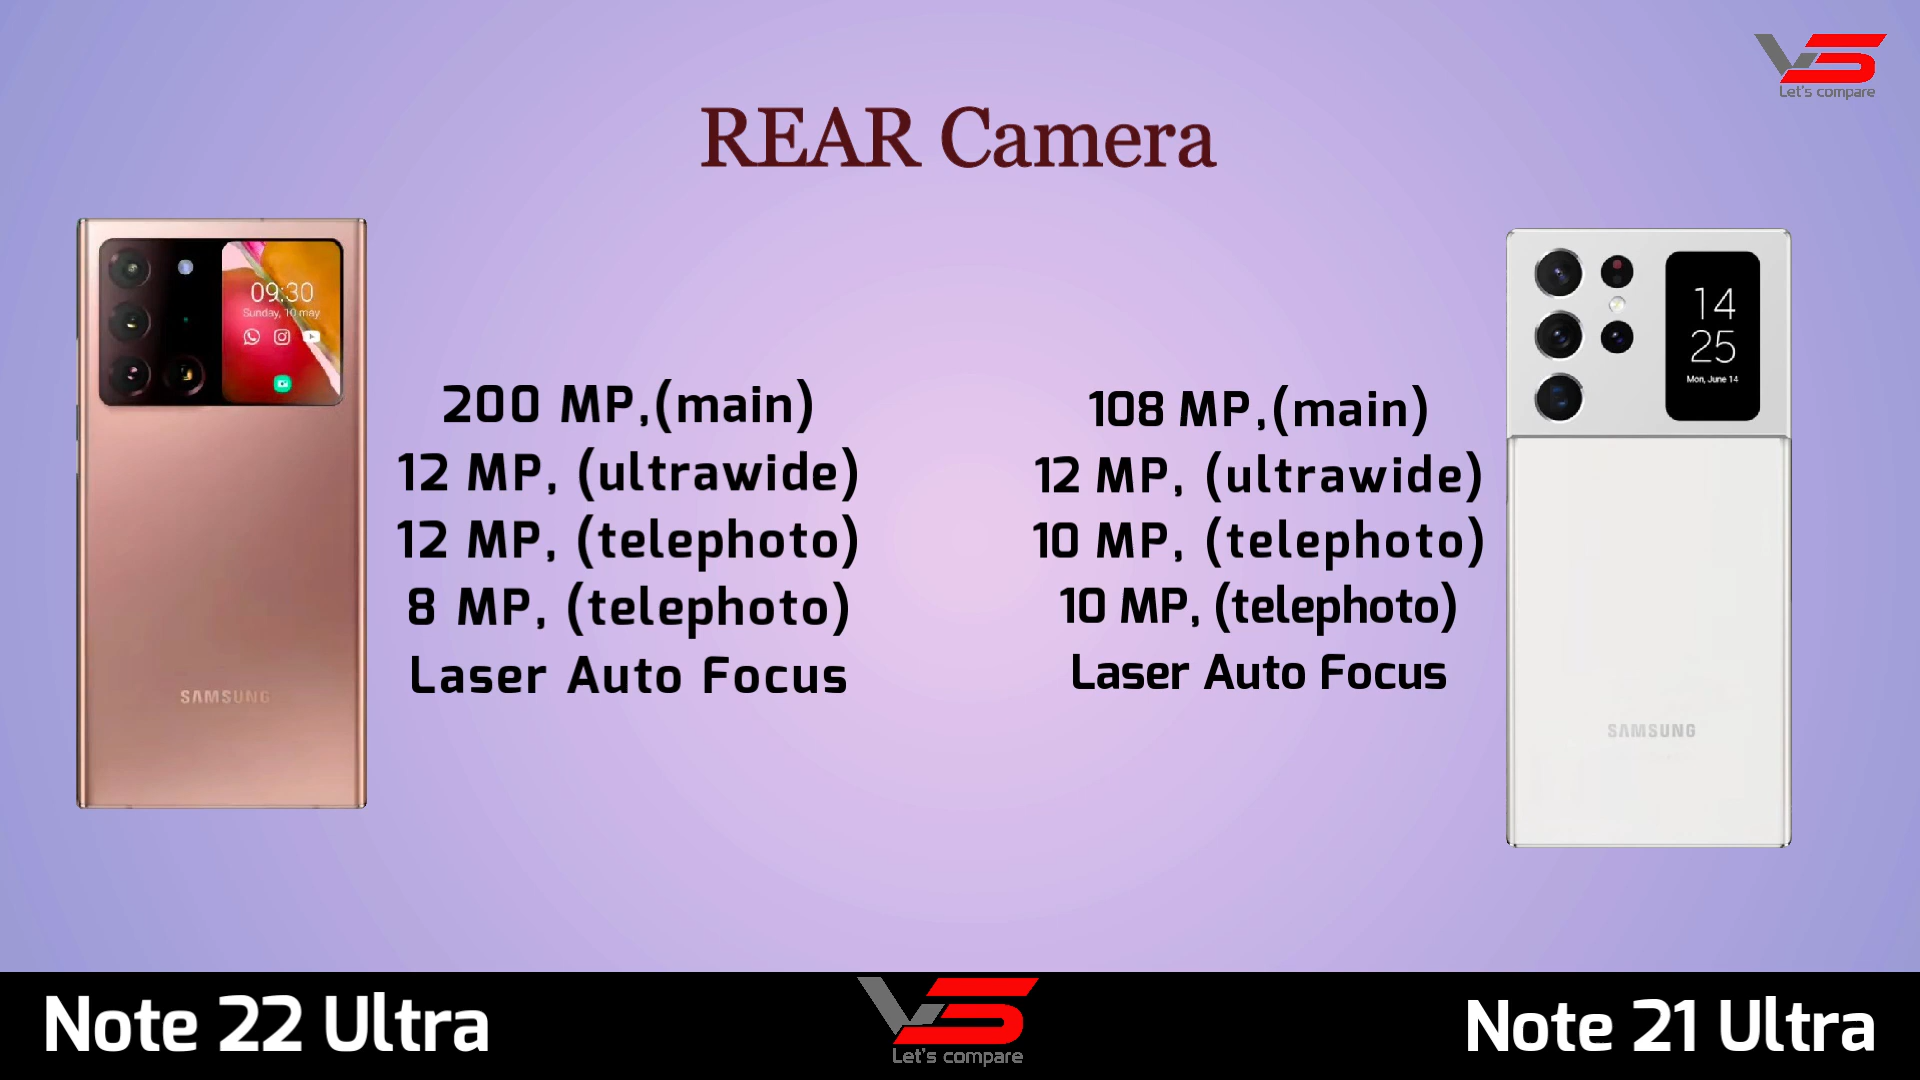 VS
Let's compare
REAR Camera
09:30
Sunday, 10 may
SAMSUNG
200 MP,(main)
12 MP, (ultrawide)
12 MP, (telephoto)
8 MP, (telephoto)
Laser Auto Focus
108 MP,(main)
12 MP, (ultrawide)
10 MP, (telephoto)
10 MP, (telephoto)
Laser Auto Focus
14
25
Mon, June 14
SAMSUNG
Note 22 Ultra
VS
Let's compare
Note 21 Ultra